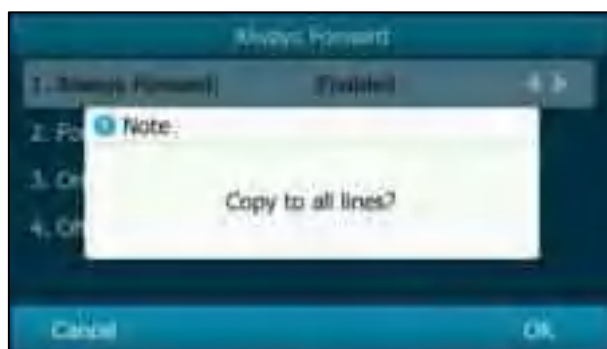 Always Forward
1. Always Forward: Enabled
2. Fo
Note
3. On
Copy to all lines?
4. On
Cancel OK